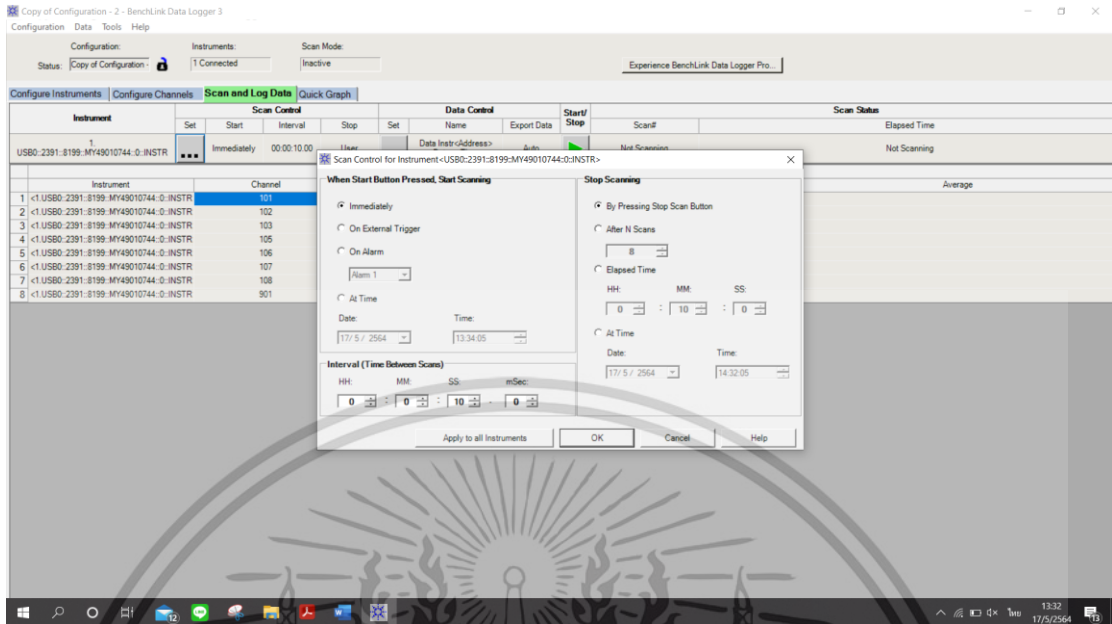 Copy of Configuration - 2 - BenchLink Data Logger 3
Configuration Data Tools Help
Configuration: Instruments: Scan Mode:
Status: Copy of Configuration - 1 Connected Inactive Experience BenchLink Data Logger Pro...
Configure Instruments Configure Channels Scan and Log Data Quick Graph
Instrument Scan Control Data Control Start/ Stop Scan Status
Set Start Interval Stop Set Name Export Data Scan# Elapsed Time
1. USB0::2391::8199::MY49010744::0::INSTR ... Immediately 00:00:10.00 User Data Instr<Address> Auto Not Scanning Not Scanning
Scan Control for Instrument<USB0::2391::8199::MY49010744::0::INSTR>
Instrument Channel Average
1 <1.USB0::2391::8199::MY49010744::0::INSTR 101
2 <1.USB0::2391::8199::MY49010744::0::INSTR 102
3 <1.USB0::2391::8199::MY49010744::0::INSTR 103
4 <1.USB0::2391::8199::MY49010744::0::INSTR 105
5 <1.USB0::2391::8199::MY49010744::0::INSTR 106
6 <1.USB0::2391::8199::MY49010744::0::INSTR 107
7 <1.USB0::2391::8199::MY49010744::0::INSTR 108
8 <1.USB0::2391::8199::MY49010744::0::INSTR 901
When Start Button Pressed, Start Scanning
Immediately
On External Trigger
On Alarm
Alarm 1
At Time
Date: Time:
17/ 5 / 2564 13:34:05
Interval (Time Between Scans)
HH: MM: SS: mSec:
0 : 0 : 10 . 0
Stop Scanning
By Pressing Stop Scan Button
After N Scans
8
Elapsed Time
HH: MM: SS:
0 : 10 : 0
At Time
Date: Time:
17/ 5 / 2564 14:32:05
Apply to all Instruments OK Cancel Help
12 ไทย 13:32
17/5/2564 13